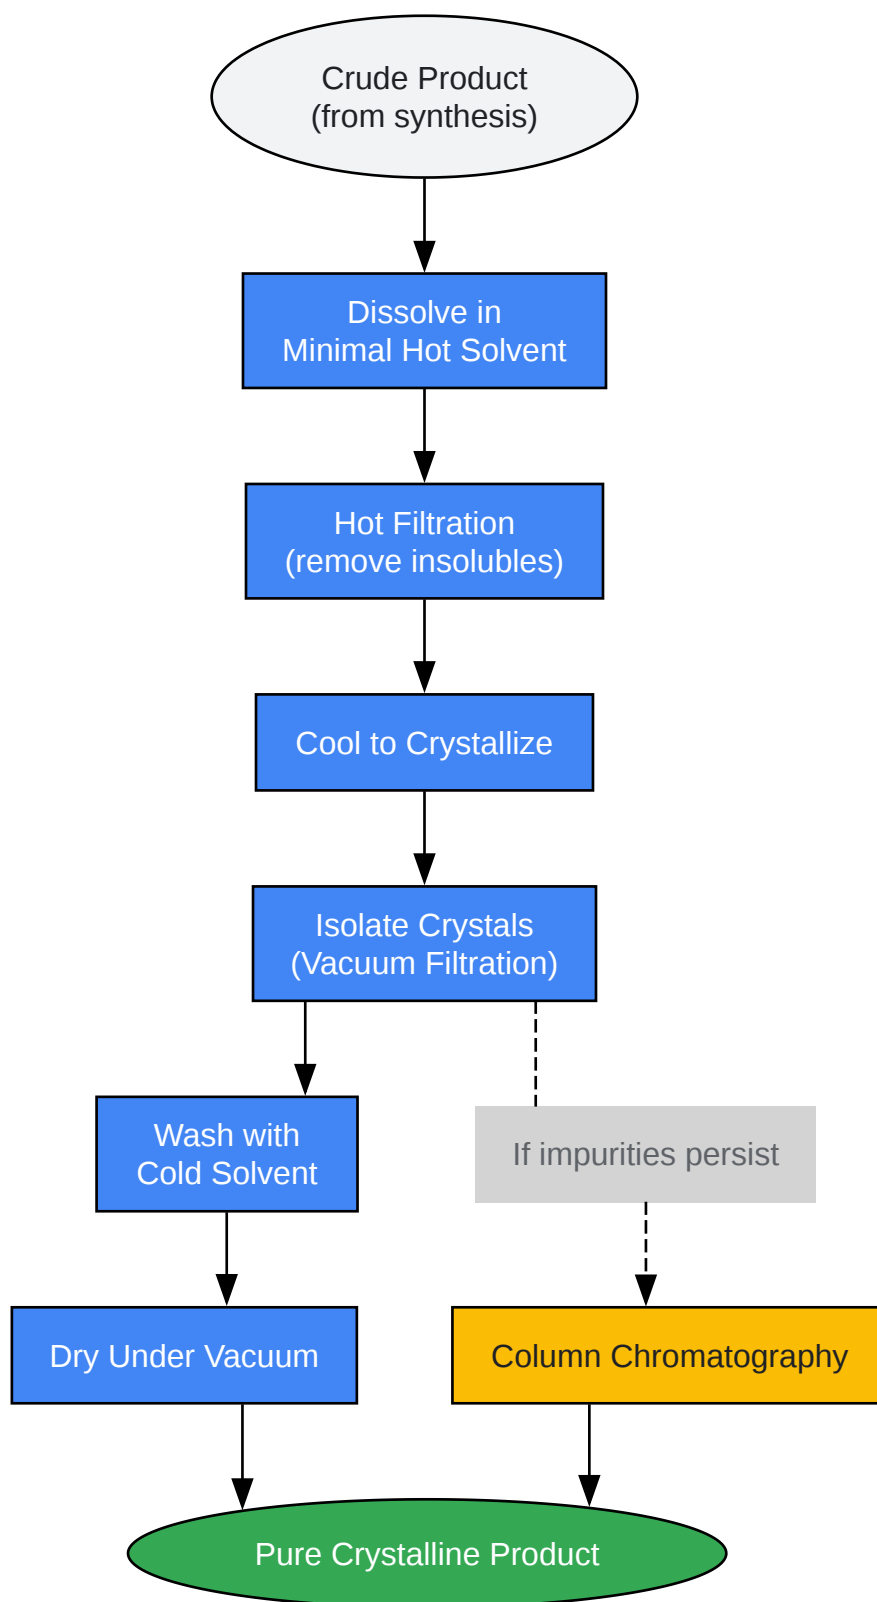 Crude Product
(from synthesis)
Dissolve in
Minimal Hot Solvent
Hot Filtration
(remove insolubles)
Cool to Crystallize
Isolate Crystals
(Vacuum Filtration)
Wash with
Cold Solvent
If impurities persist
Dry Under Vacuum
Column Chromatography
Pure Crystalline Product